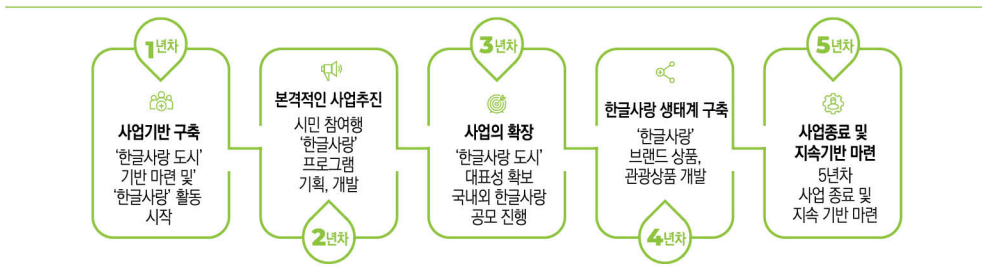 1년차
사업기반 구축
‘한글사랑 도시’
기반 마련 및’
‘한글사랑’ 활동
시작
본격적인 사업추진
시민 참여행
‘한글사랑’
프로그램
기획, 개발
2년차
3년차
사업의 확장
‘한글사랑 도시’
대표성 확보
국내외 한글사랑
공모 진행
한글사랑 생태계 구축
‘한글사랑’
브랜드 상품,
관광상품 개발
4년차
5년차
사업종료 및
지속기반 마련
5년차
사업 종료 및
지속 기반 마련